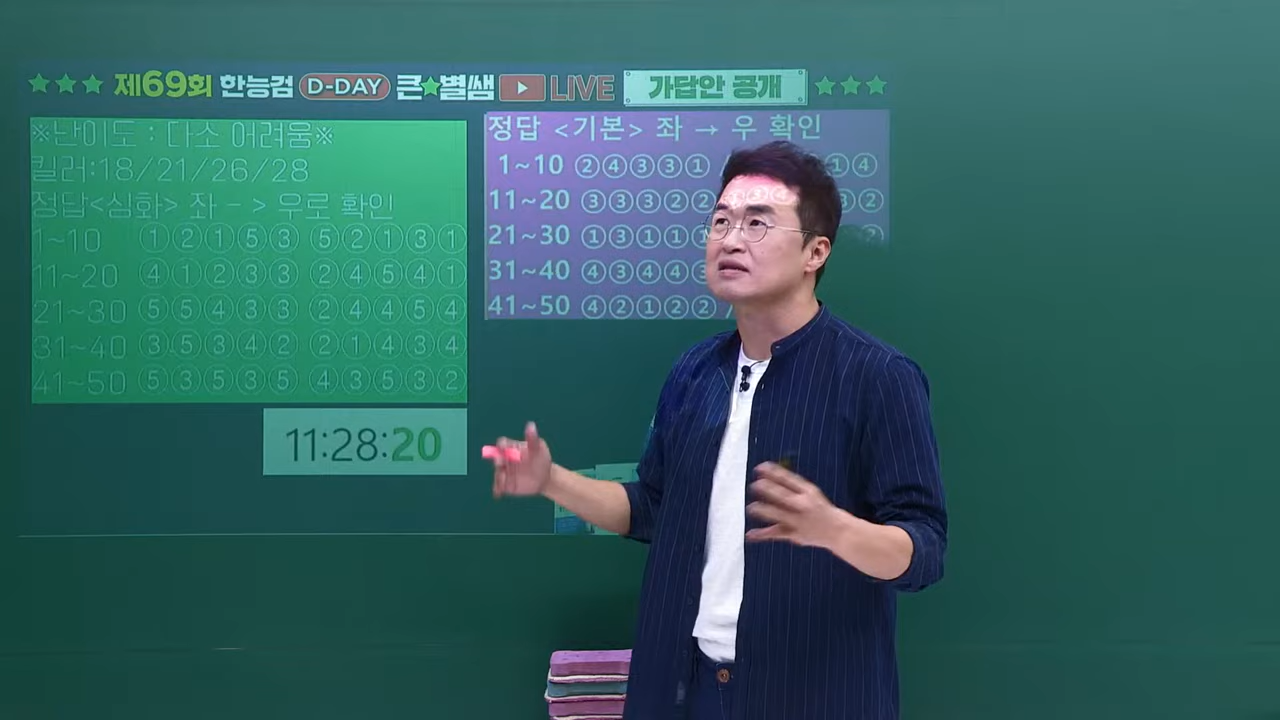 제69회 한능검 D-DAY 큰★별쌤 LIVE 가답안 공개
※난이도 : 다소 어려움※
킬러:18/21/26/28
정답<심화> 좌 - > 우로 확인
1~10 ①②①⑤③ ⑤②①③①
11~20 ④①②③③ ②④⑤④①
21~30 ⑤⑤④③③ ②④④⑤④
31~40 ③⑤③④② ②①④③④
41~50 ⑤③⑤③⑤ ④③⑤③②
11:28:20
정답 <기본> 좌 → 우 확인
1~10 ②④③③① ①④
11~20 ③③③②② ③②
21~30 ①③①①①
31~40 ④③④④③
41~50 ④②①②②